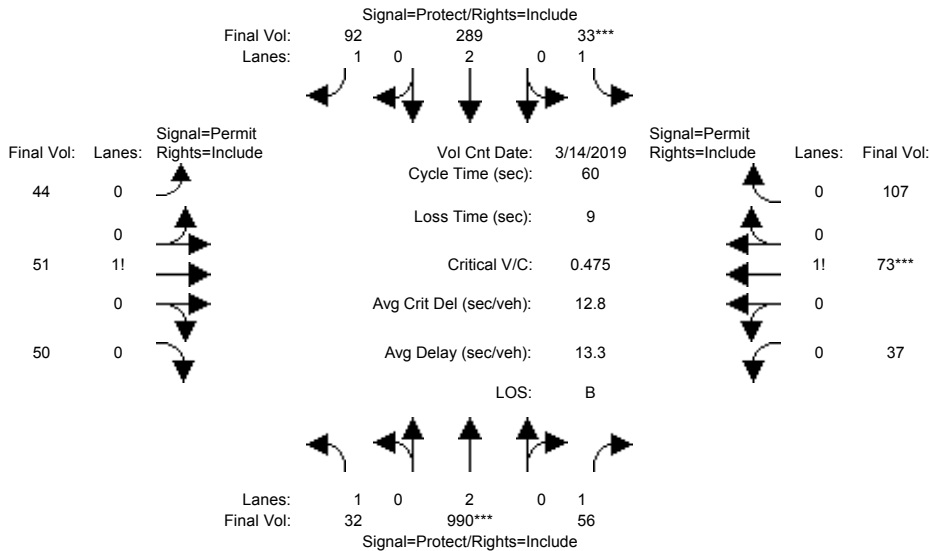 Signal=Protect/Rights=Include
Final Vol: 92 289 33***
Lanes: 1 0 2 0 1
Signal=Permit
Final Vol: Lanes: Rights=Include
Vol Cnt Date: 3/14/2019
Signal=Permit
Rights=Include Lanes: Final Vol:
Cycle Time (sec): 60
44 0
0 107
Loss Time (sec): 9
0
0
51 1!
Critical V/C: 0.475
1! 73***
0
Avg Crit Del (sec/veh): 12.8
0
50 0
Avg Delay (sec/veh): 13.3
0 37
LOS: B
Lanes: 1 0 2 0 1
Final Vol: 32 990*** 56
Signal=Protect/Rights=Include